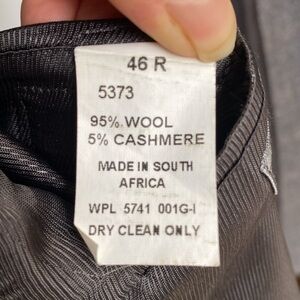 46 R
5373
95% WOOL
5% CASHMERE
MADE IN SOUTH
AFRICA
WPL 5741 001G-I
DRY CLEAN ONLY